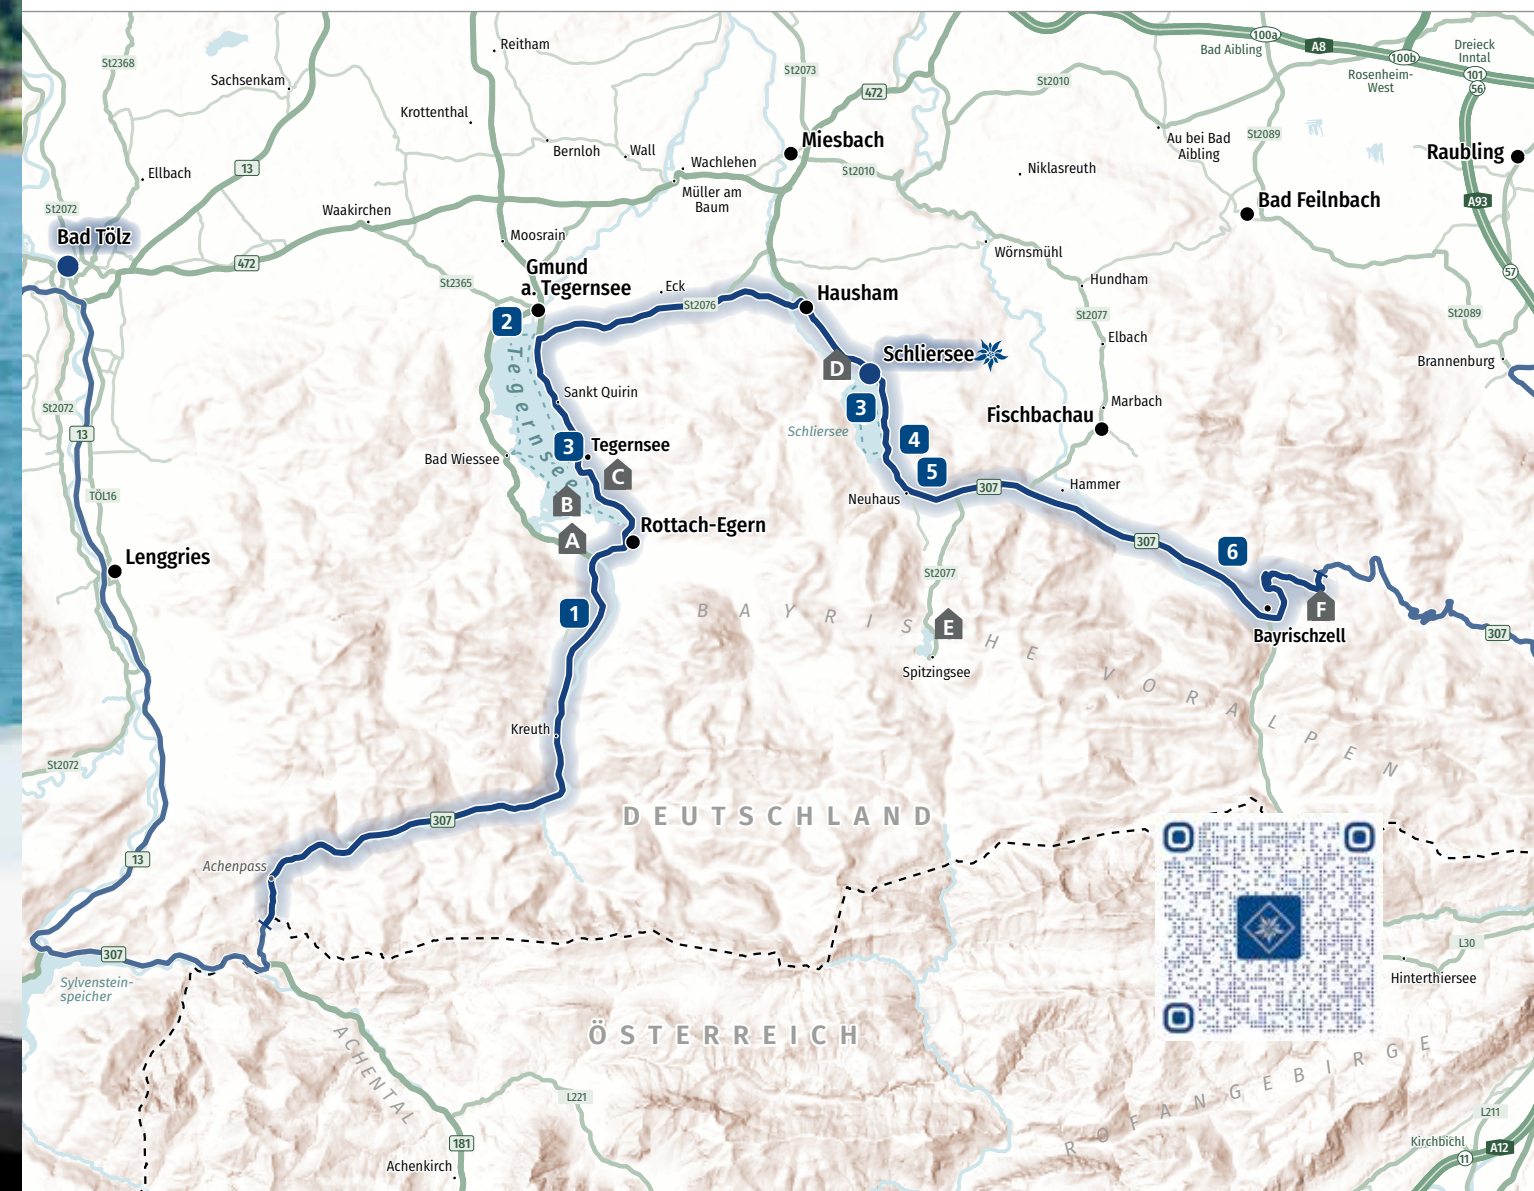 100a
A8
Dreieck
Inntal
Reitham
Bad Aibling
100b
St2368
St2073
101
Sachsenkam
St2010
Rosenheim-
West
56
472
Krottenthal
Au bei Bad
Aibling
St2089
Miesbach
Bernloh
Wall
Raubling
Wachlehen
13
Ellbach
St2010
Niklasreuth
Müller am
Baum
Bad Feilnbach
A93
St2072
Waakirchen
Bad Tölz
Moosrain
Wörnsmühl
472
Gmund
a. Tegernsee
57
St2365
Eck
Hundham
Hausham
St2076
St2077
St2089
2
Elbach
Schliersee
Brannenburg
D
Tegernsee
Sankt Quirin
Marbach
St2072
3
Fischbachau
13
Schliersee
4
3
Tegernsee
Bad Wiessee
C
5
Hammer
307
TÖL16
B
Neuhaus
Rottach-Egern
A
307
6
Lenggries
St2077
1
BAYRISCHE VORALPEN
E
F
Bayrischzell
307
Spitzingsee
Kreuth
St2072
307
DEUTSCHLAND
13
Achenpass
L30
307
Hinterthiersee
Sylvenstein-
speicher
ÖSTERREICH
ACHENTAL
ROFANGEBIRGE
L221
L211
181
Kirchbichl
A12
11
Achenkirch